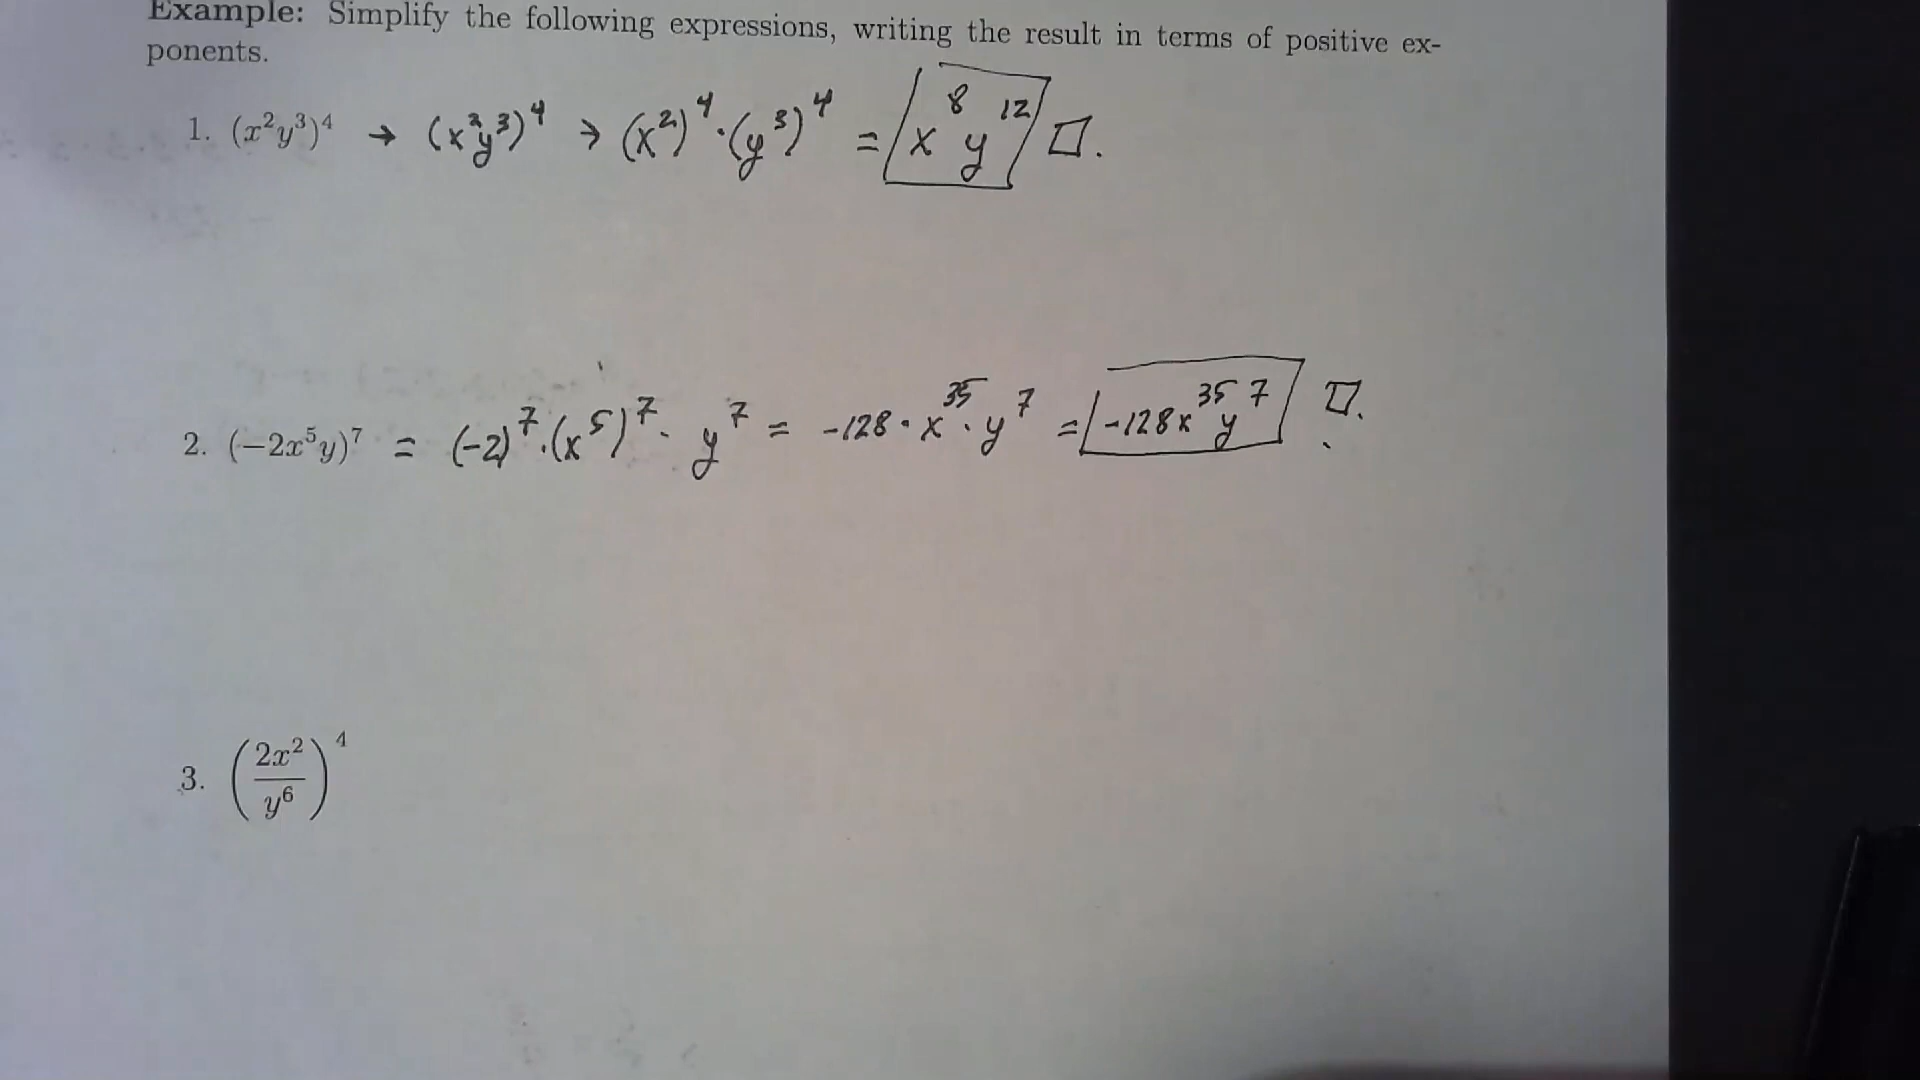 Example: Simplify the following expressions, writing the result in terms of positive ex-
ponents.
1. (x²y³)⁴ → (x²y³)⁴ → (x²)⁴·(y³)⁴ = x⁸y¹² □.
2. (−2x⁵y)⁷ = (-2)⁷·(x⁵)⁷· y⁷ = -128·x³⁵·y⁷ = -128x³⁵y⁷ □.
3. (2x²/y⁶)⁴